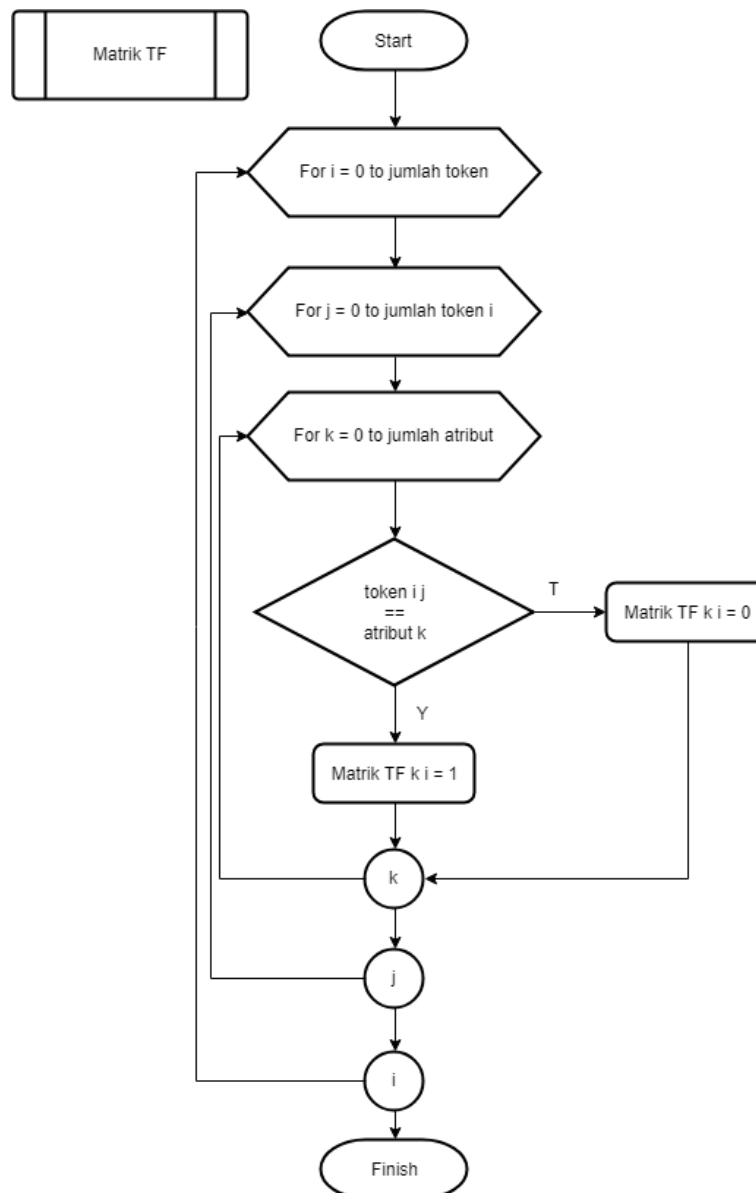 Matrik TF
Start
For i = 0 to jumlah token
For j = 0 to jumlah token i
For k = 0 to jumlah atribut
token i j
==
atribut k
T
Matrik TF k i = 0
Y
Matrik TF k i = 1
k
j
i
Finish